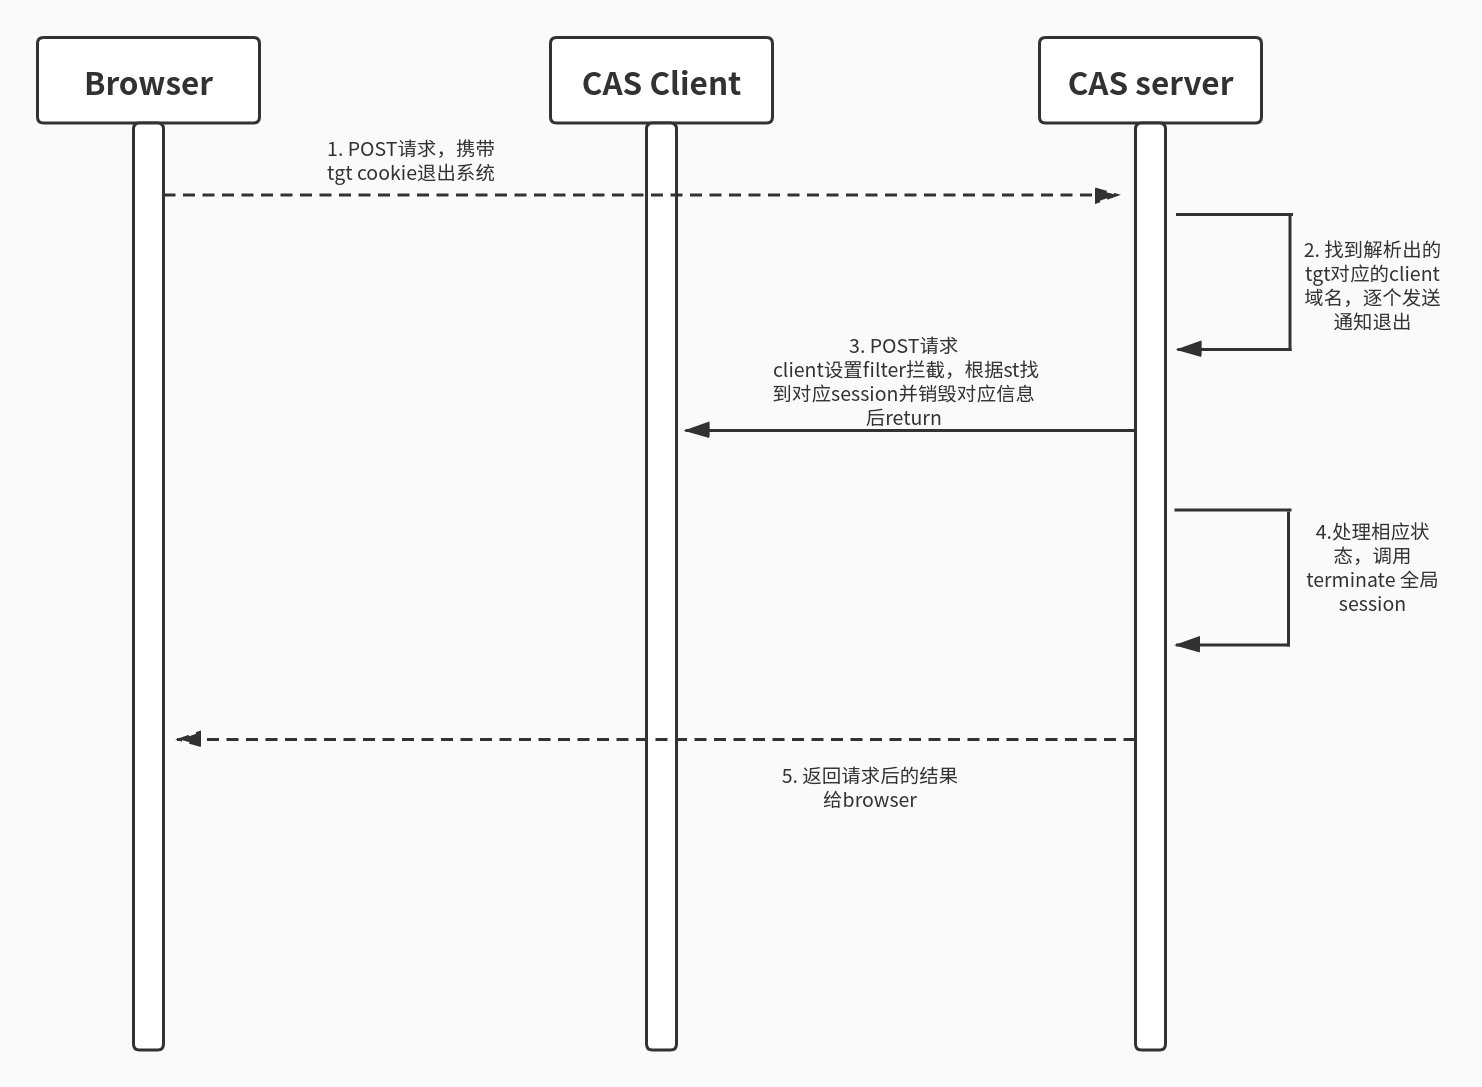 Browser
CAS Client
CAS server
1. POST请求，携带
tgt cookie退出系统
2. 找到解析出的
tgt对应的client
域名，逐个发送
通知退出
3. POST请求
client设置filter拦截，根据st找
到对应session并销毁对应信息
后return
4.处理相应状
态，调用
terminate 全局
session
5. 返回请求后的结果
给browser